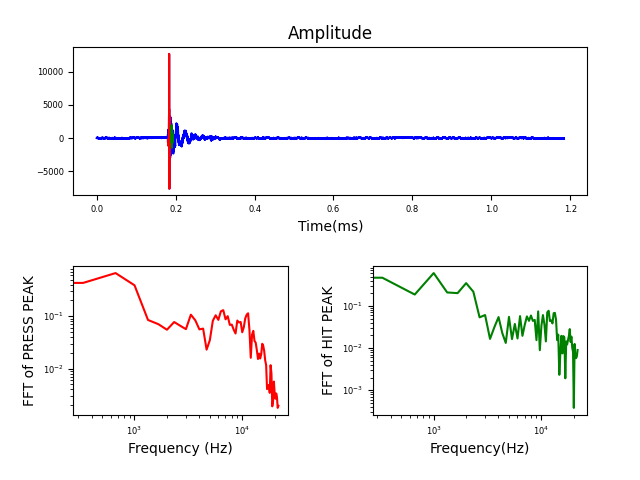 Amplitude
10000
5000
0
−5000
0.0 0.2 0.4 0.6 0.8 1.0 1.2
Time(ms)
FFT of PRESS PEAK
10⁻¹
10⁻²
10³ 10⁴
Frequency (Hz)
FFT of HIT PEAK
10⁻¹
10⁻²
10⁻³
10³ 10⁴
Frequency(Hz)